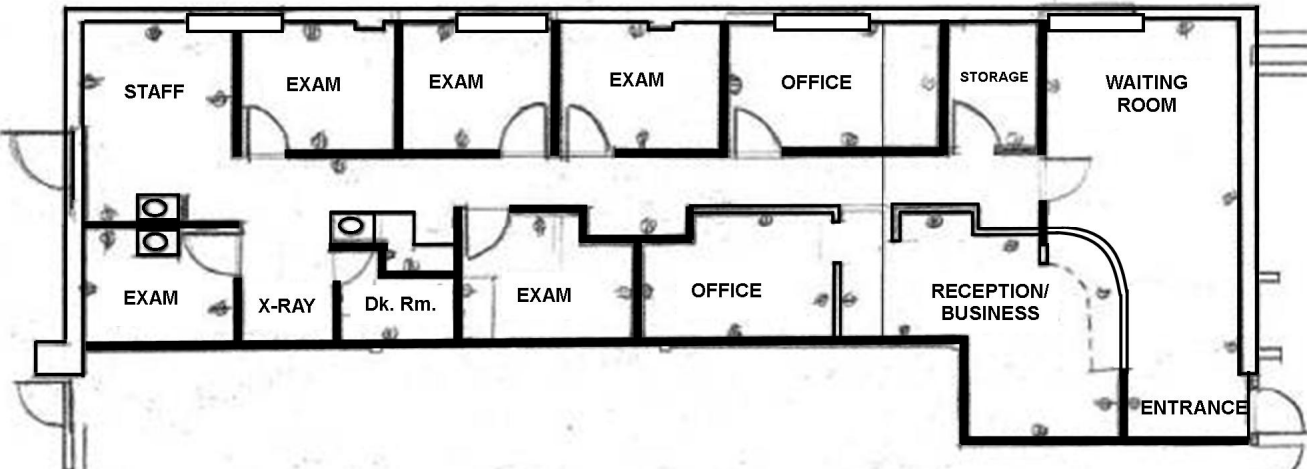 STAFF
EXAM
EXAM
EXAM
OFFICE
STORAGE
WAITING
ROOM
EXAM
X-RAY
Dk. Rm.
EXAM
OFFICE
RECEPTION/
BUSINESS
ENTRANCE